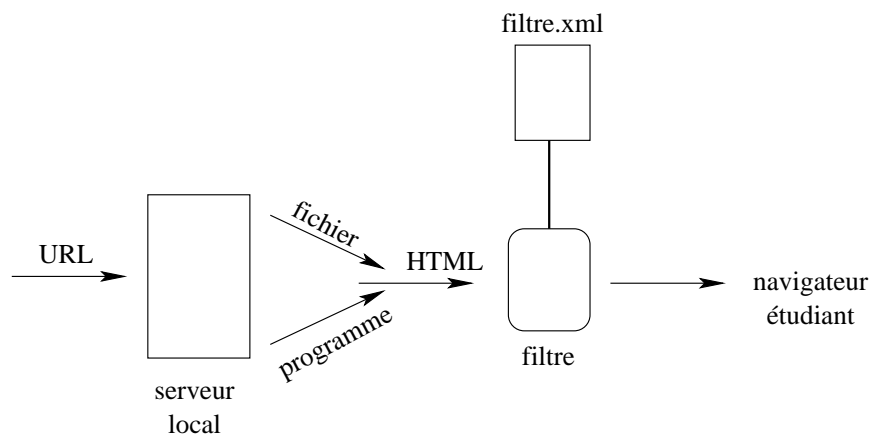 filtre.xml
URL
fichier
HTML
programme
navigateur
étudiant
filtre
serveur
local